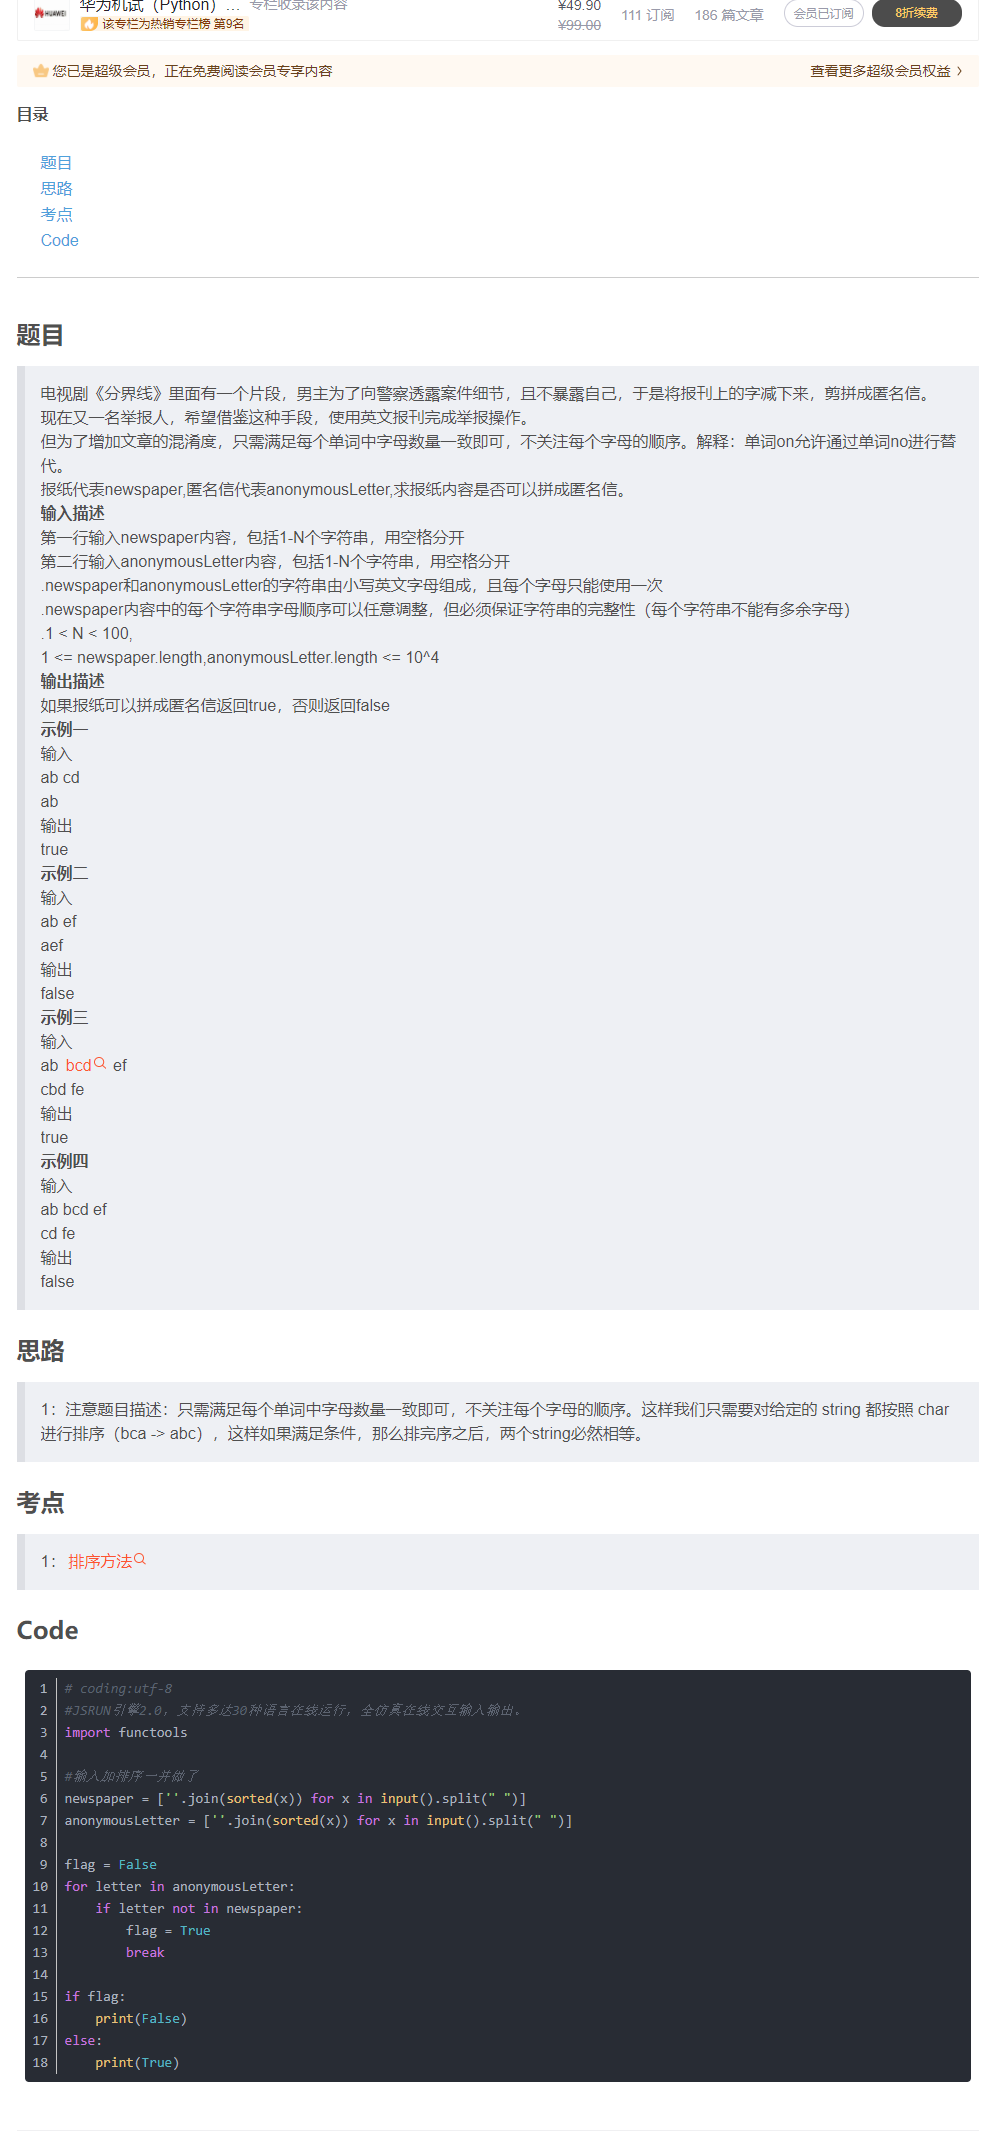 HUAWEI
华为机试（Python）... 专栏收录该内容
该专栏为热销专栏榜 第9名
¥49.90
¥99.00
111 订阅
186 篇文章
会员已订阅
8折续费
您已是超级会员，正在免费阅读会员专享内容
查看更多超级会员权益
目录
题目
思路
考点
Code
题目
电视剧《分界线》里面有一个片段，男主为了向警察透露案件细节，且不暴露自己，于是将报刊上的字减下来，剪拼成匿名信。
现在又一名举报人，希望借鉴这种手段，使用英文报刊完成举报操作。
但为了增加文章的混淆度，只需满足每个单词中字母数量一致即可，不关注每个字母的顺序。解释：单词on允许通过单词no进行替
代。
报纸代表newspaper,匿名信代表anonymousLetter,求报纸内容是否可以拼成匿名信。
输入描述
第一行输入newspaper内容，包括1-N个字符串，用空格分开
第二行输入anonymousLetter内容，包括1-N个字符串，用空格分开
.newspaper和anonymousLetter的字符串由小写英文字母组成，且每个字母只能使用一次
.newspaper内容中的每个字符串字母顺序可以任意调整，但必须保证字符串的完整性（每个字符串不能有多余字母）
.1 < N < 100,
1 <= newspaper.length,anonymousLetter.length <= 10^4
输出描述
如果报纸可以拼成匿名信返回true，否则返回false
示例一
输入
ab cd
ab
输出
true
示例二
输入
ab ef
aef
输出
false
示例三
输入
ab bcd ef
cbd fe
输出
true
示例四
输入
ab bcd ef
cd fe
输出
false
思路
1：注意题目描述：只需满足每个单词中字母数量一致即可，不关注每个字母的顺序。这样我们只需要对给定的 string 都按照 char
进行排序（bca -> abc），这样如果满足条件，那么排完序之后，两个string必然相等。
考点
1：排序方法
Code
1 # coding:utf-8
2 #JSRUN引擎2.0，支持多达30种语言在线运行，全仿真在线交互输入输出。
3 import functools
4
5 #输入加排序一并做了
6 newspaper = [''.join(sorted(x)) for x in input().split(" ")]
7 anonymousLetter = [''.join(sorted(x)) for x in input().split(" ")]
8
9 flag = False
10 for letter in anonymousLetter:
11     if letter not in newspaper:
12         flag = True
13         break
14
15 if flag:
16     print(False)
17 else:
18     print(True)